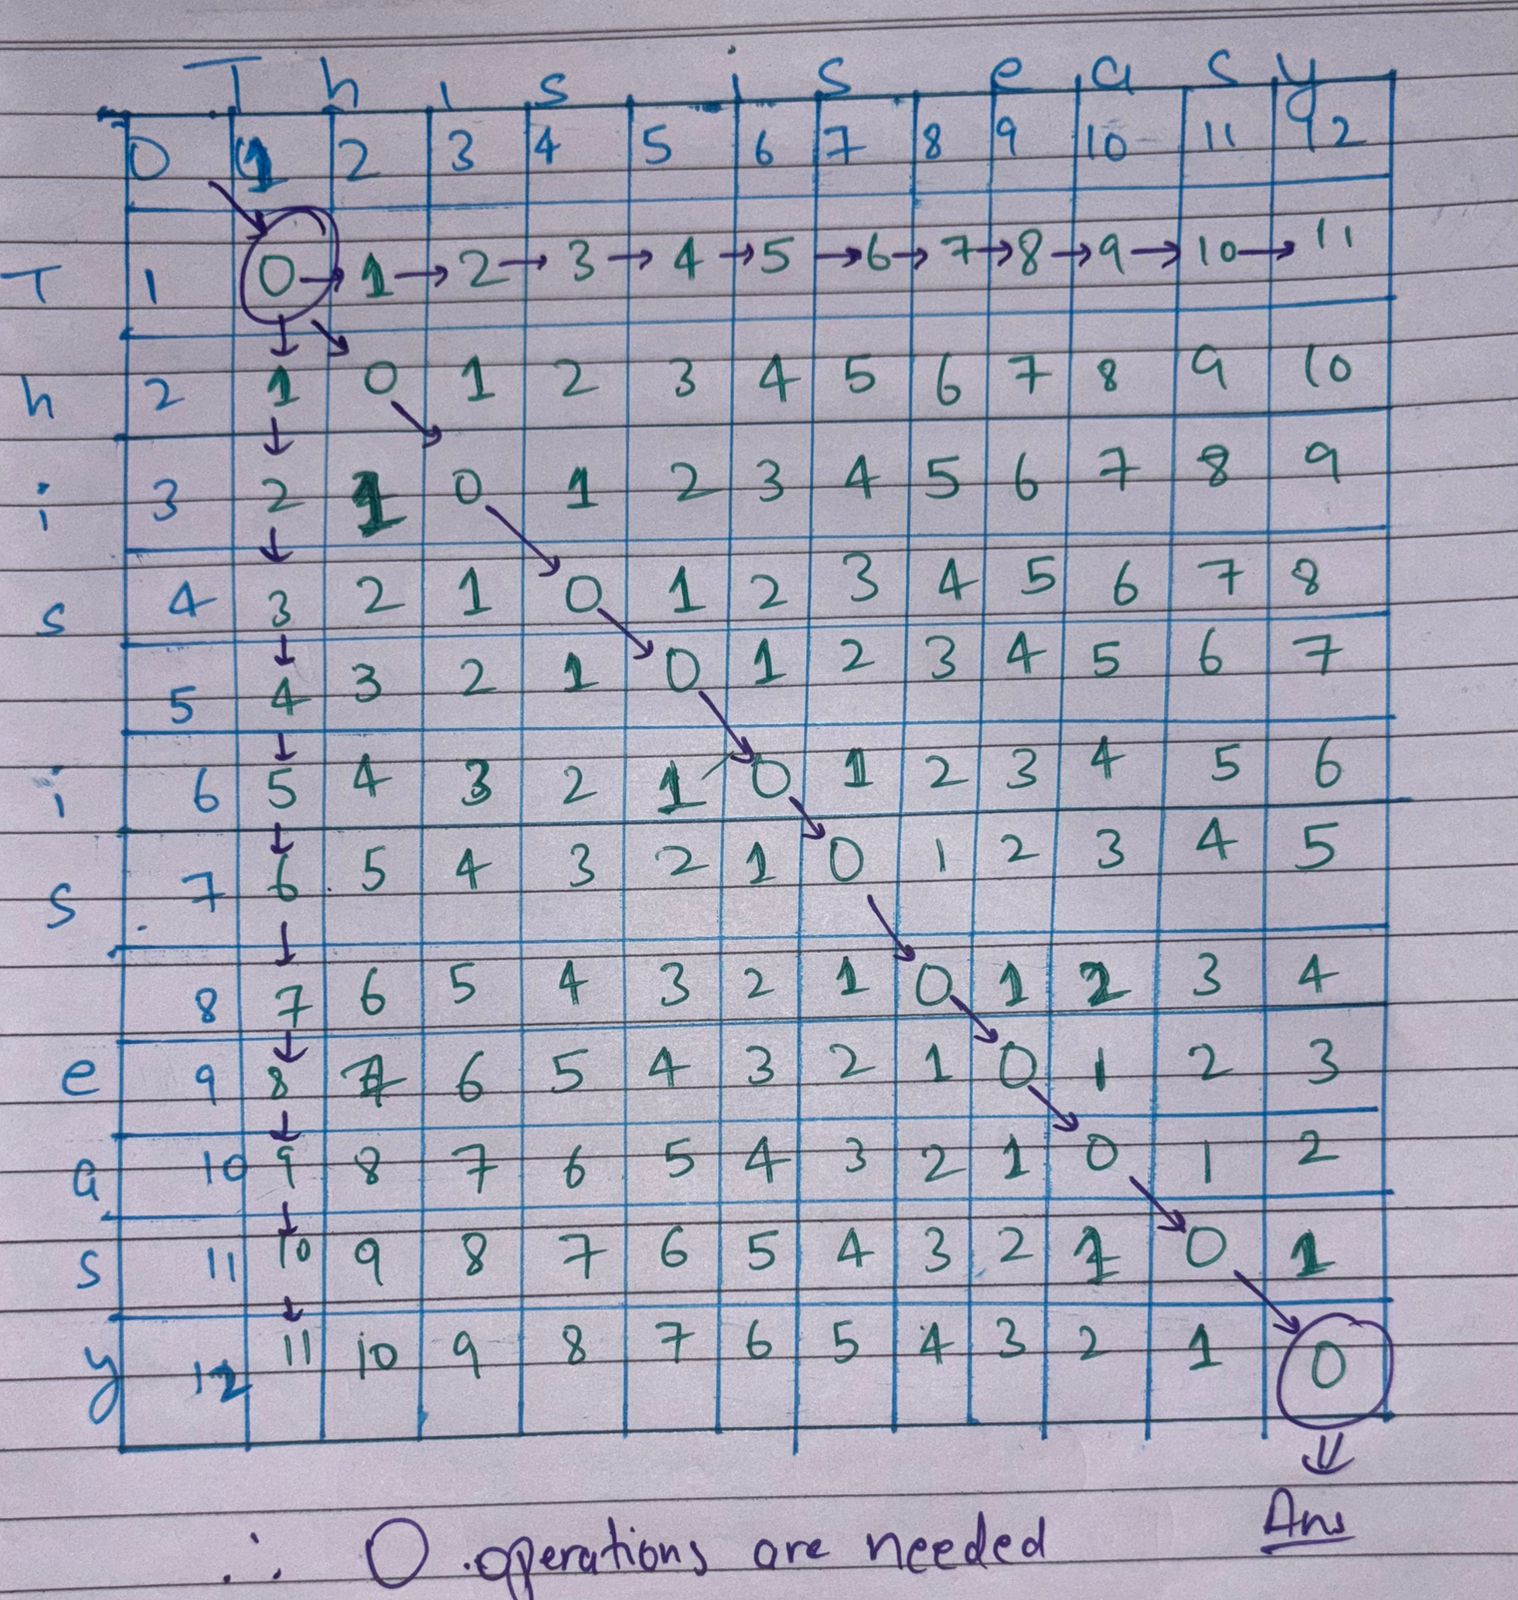 T h i s i s e a s y
0 1 2 3 4 5 6 7 8 9 10 11 12
T 1 0 → 1 → 2 → 3 → 4 → 5 → 6 → 7 → 8 → 9 → 10 → 11
h 2 1 0 1 2 3 4 5 6 7 8 9 10
i 3 2 1 0 1 2 3 4 5 6 7 8 9
s 4 3 2 1 0 1 2 3 4 5 6 7 8
5 4 3 2 1 0 1 2 3 4 5 6 7
i 6 5 4 3 2 1 0 1 2 3 4 5 6
s 7 6 5 4 3 2 1 0 1 2 3 4 5
8 7 6 5 4 3 2 1 0 1 2 3 4
e 9 8 7 6 5 4 3 2 1 0 1 2 3
a 10 9 8 7 6 5 4 3 2 1 0 1 2
s 11 10 9 8 7 6 5 4 3 2 1 0 1
y 12 11 10 9 8 7 6 5 4 3 2 1 0
⇓
Ans
∴ 0 operations are needed